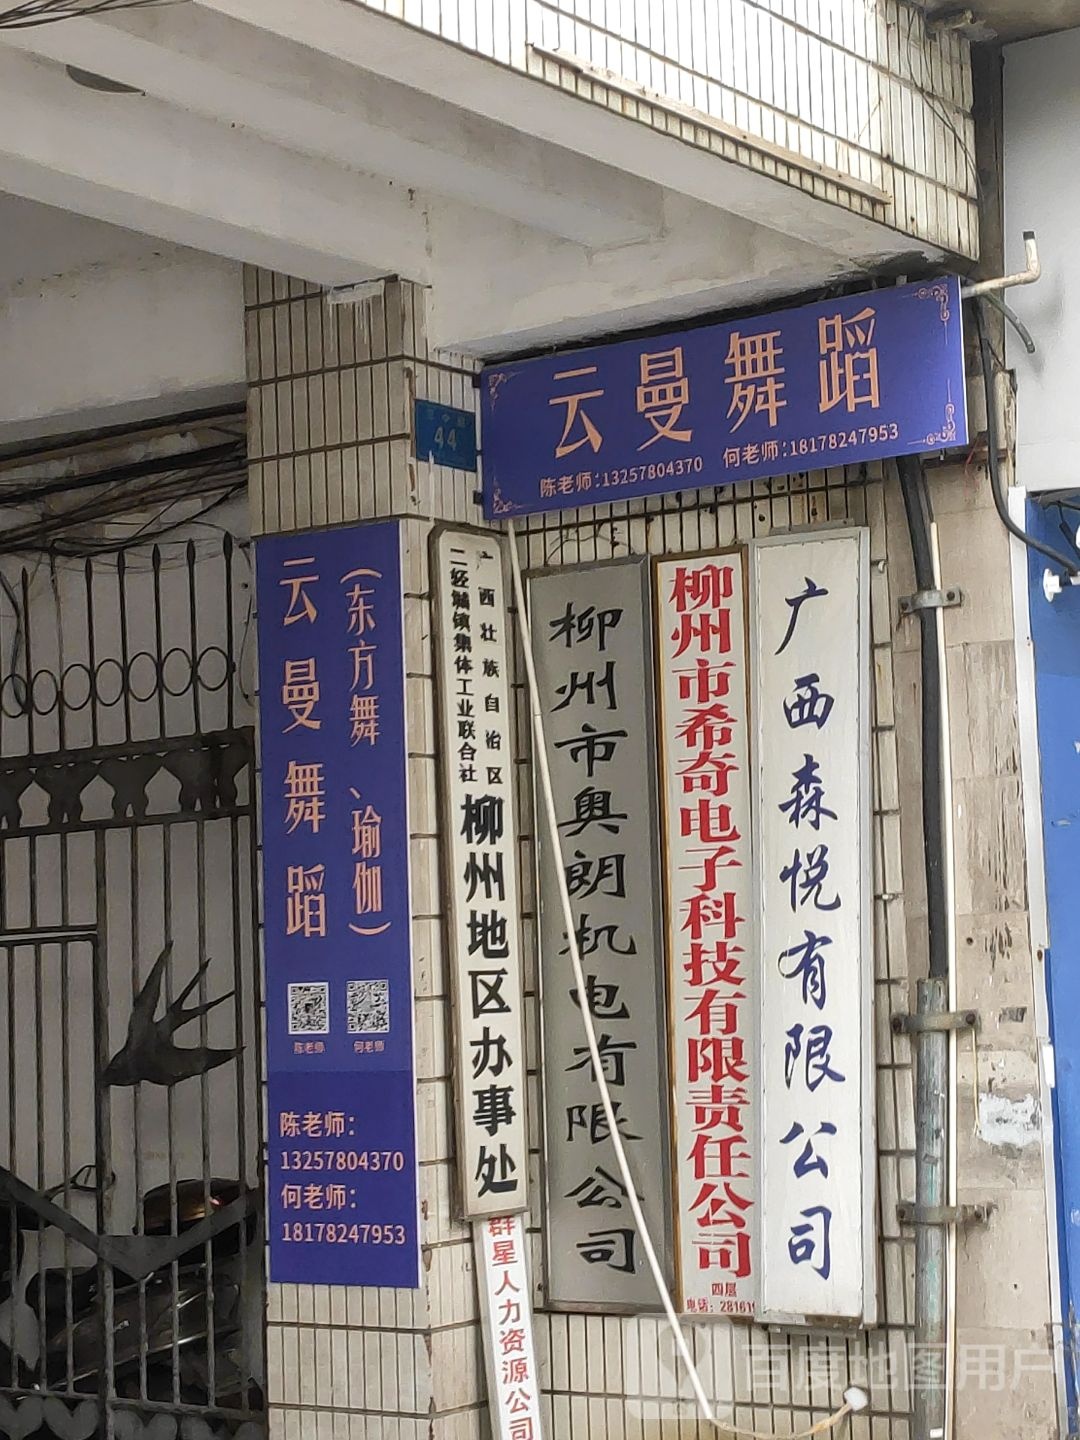 云曼舞蹈
陈老师:13257804370 何老师:18178247953
44
云曼舞蹈
(东方舞、瑜伽)
陈老师
何老师
陈老师:
13257804370
何老师:
18178247953
广西壮族自治区
二轻城镇集体工业联合社
柳州地区办事处
群星人力资源公司
柳州市奥朗机电有限公司
柳州市希奇电子科技有限责任公司
四层
电话:28161
广西森悦有限公司
百度地图用户